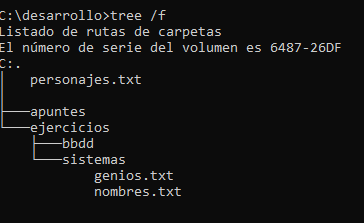 C:\desarrollo>tree /f
Listado de rutas de carpetas
El número de serie del volumen es 6487-26DF
C:.
│   personajes.txt
│
├───apuntes
└───ejercicios
    ├───bbdd
    └───sistemas
            genios.txt
            nombres.txt